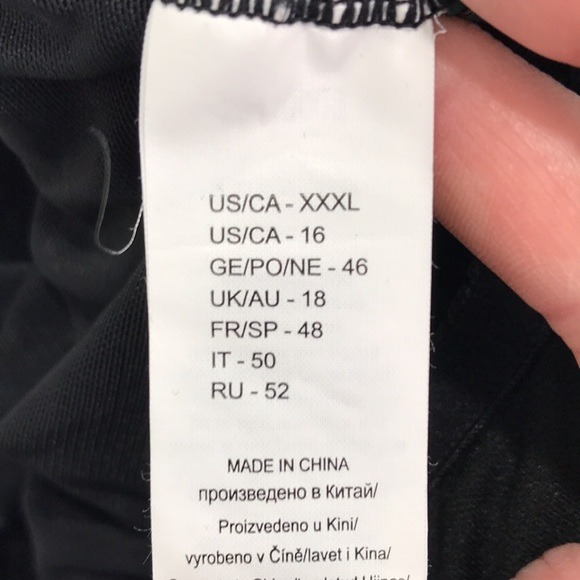 US/CA - XXXL
US/CA - 16
GE/PO/NE - 46
UK/AU - 18
FR/SP - 48
IT - 50
RU - 52
MADE IN CHINA
произведено в Китай/
Proizvedeno u Kini/
vyrobeno v Číně/lavet i Kina/